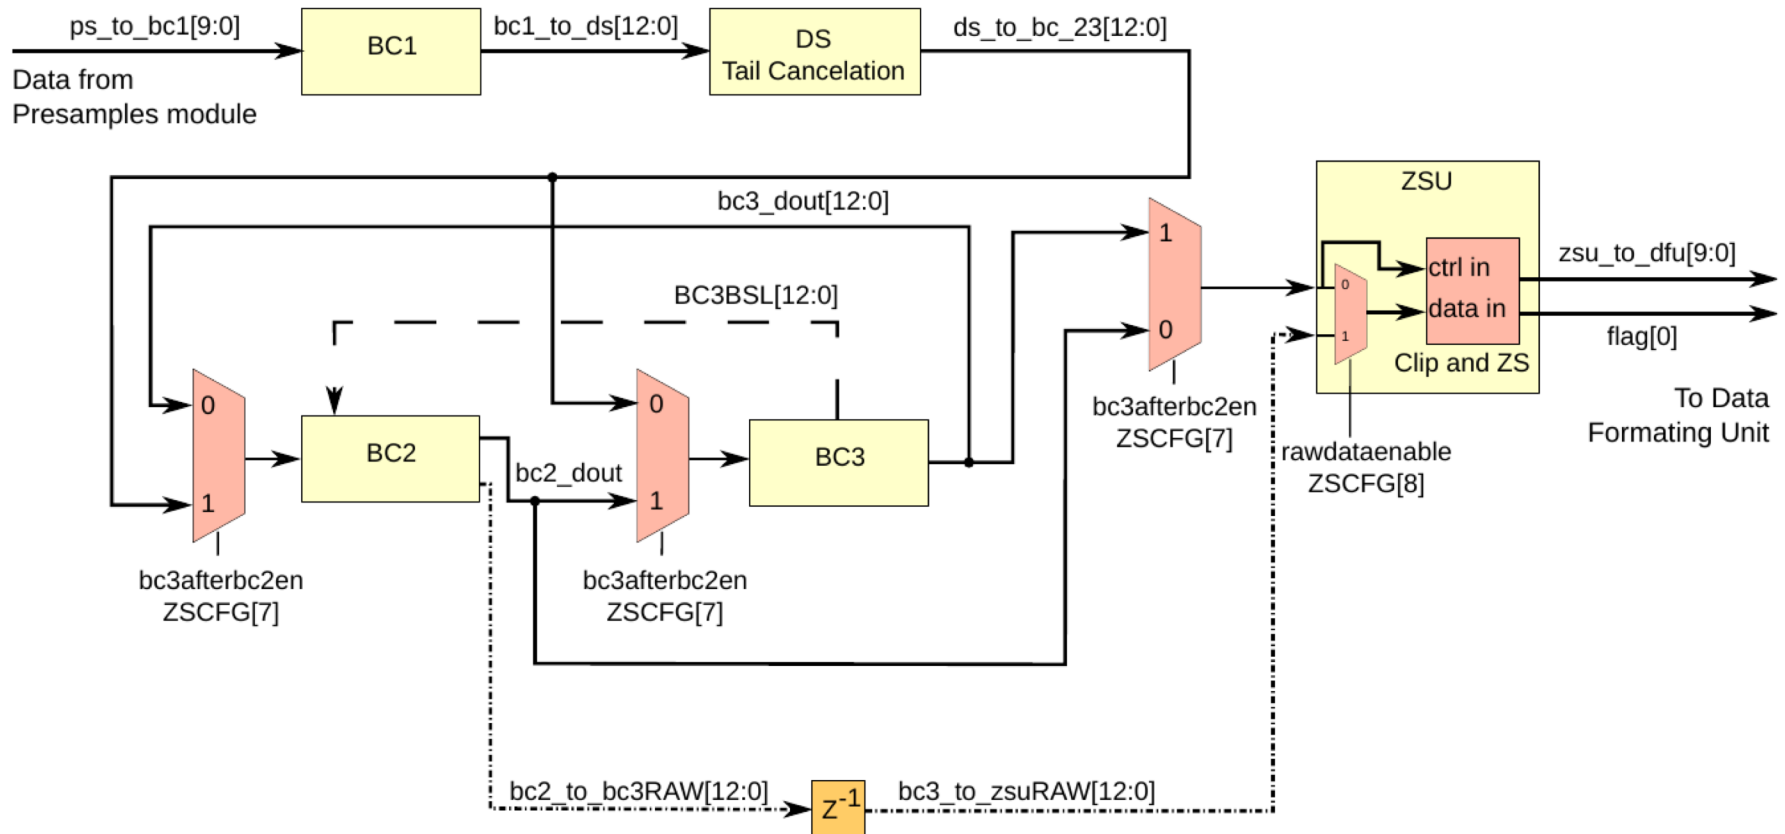 ps_to_bc1[9:0]
BC1
bc1_to_ds[12:0]
DS
Tail Cancelation
ds_to_bc_23[12:0]
Data from
Presamples module
bc3_dout[12:0]
BC3BSL[12:0]
0
1
BC2
bc2_dout
0
1
BC3
1
0
bc3afterbc2en
ZSCFG[7]
bc3afterbc2en
ZSCFG[7]
bc3afterbc2en
ZSCFG[7]
ZSU
0
1
ctrl in
data in
Clip and ZS
rawdataenable
ZSCFG[8]
zsu_to_dfu[9:0]
flag[0]
To Data
Formating Unit
bc2_to_bc3RAW[12:0]
Z-1
bc3_to_zsuRAW[12:0]